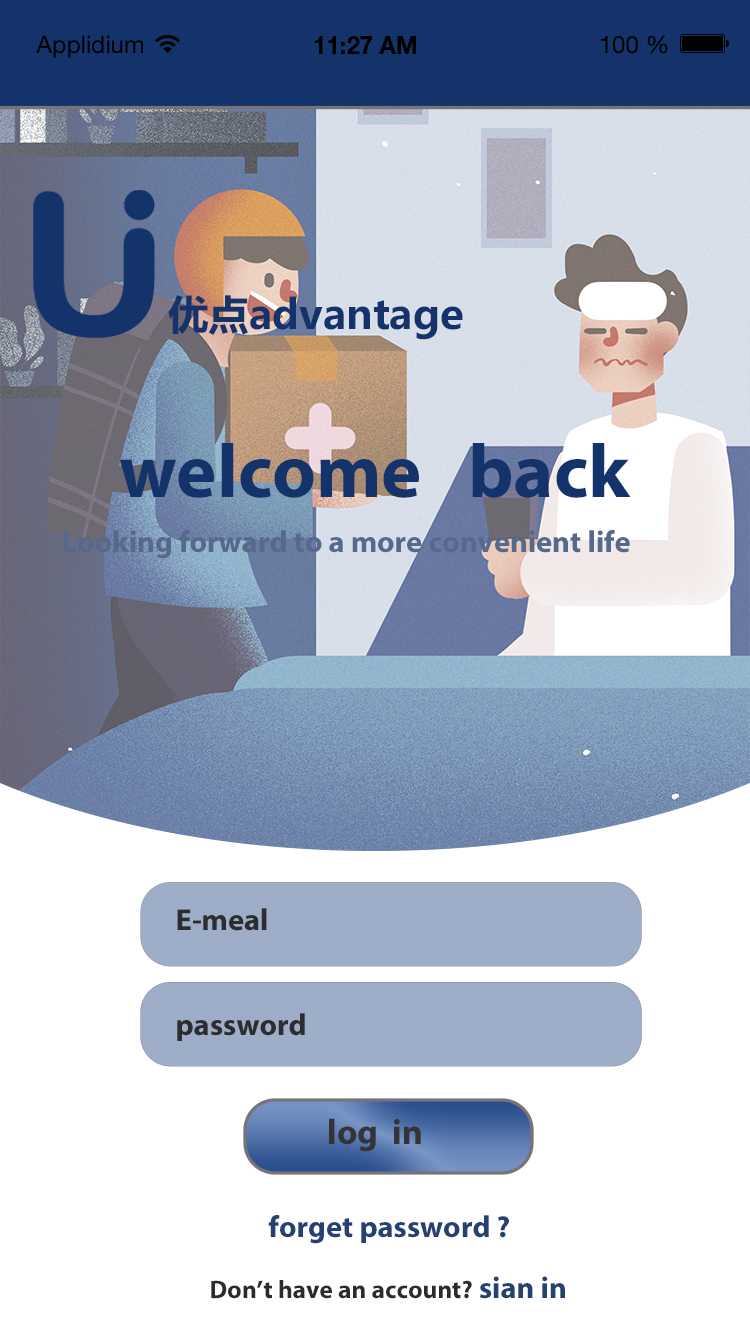 Applidium 11:27 AM 100 %
Ui
优点advantage
welcome back
Looking forward to a more convenient life
E-meal
password
log in
forget password ?
Don’t have an account? sian in